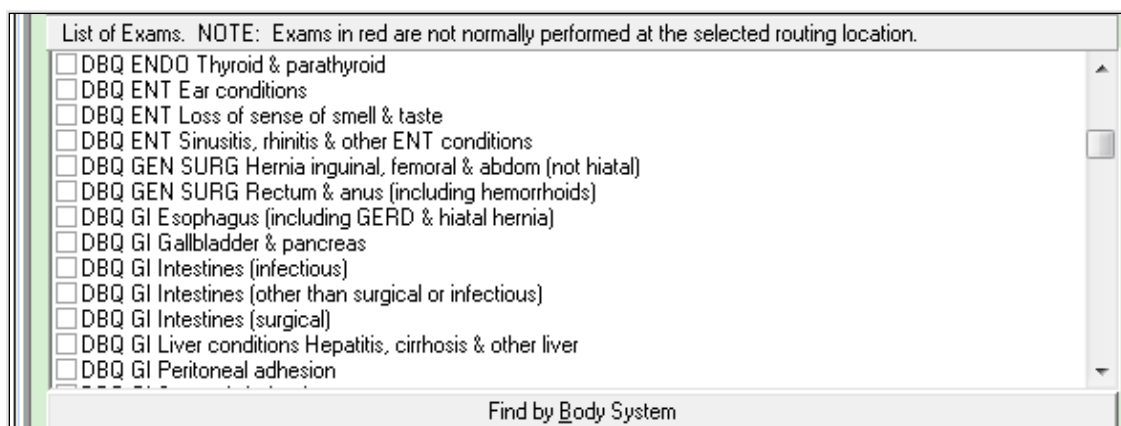 List of Exams.  NOTE:  Exams in red are not normally performed at the selected routing location.
DBQ ENDO Thyroid & parathyroid
DBQ ENT Ear conditions
DBQ ENT Loss of sense of smell & taste
DBQ ENT Sinusitis, rhinitis & other ENT conditions
DBQ GEN SURG Hernia inguinal, femoral & abdom (not hiatal)
DBQ GEN SURG Rectum & anus (including hemorrhoids)
DBQ GI Esophagus (including GERD & hiatal hernia)
DBQ GI Gallbladder & pancreas
DBQ GI Intestines (infectious)
DBQ GI Intestines (other than surgical or infectious)
DBQ GI Intestines (surgical)
DBQ GI Liver conditions Hepatitis, cirrhosis & other liver
DBQ GI Peritoneal adhesion
Find by Body System